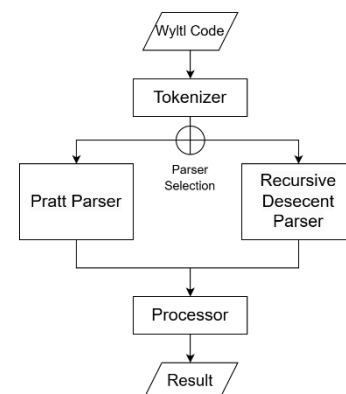 Wyltl Code
Tokenizer
Parser
Selection
Pratt Parser
Recursive
Desecent
Parser
Processor
Result